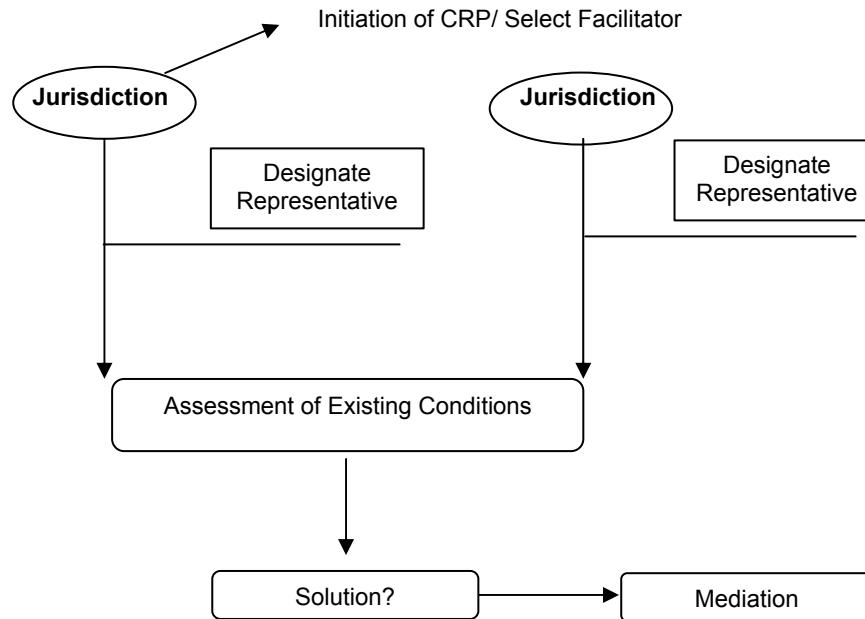 Initiation of CRP/ Select Facilitator
Jurisdiction
Jurisdiction
Designate
Representative
Designate
Representative
Assessment of Existing Conditions
Solution?
Mediation